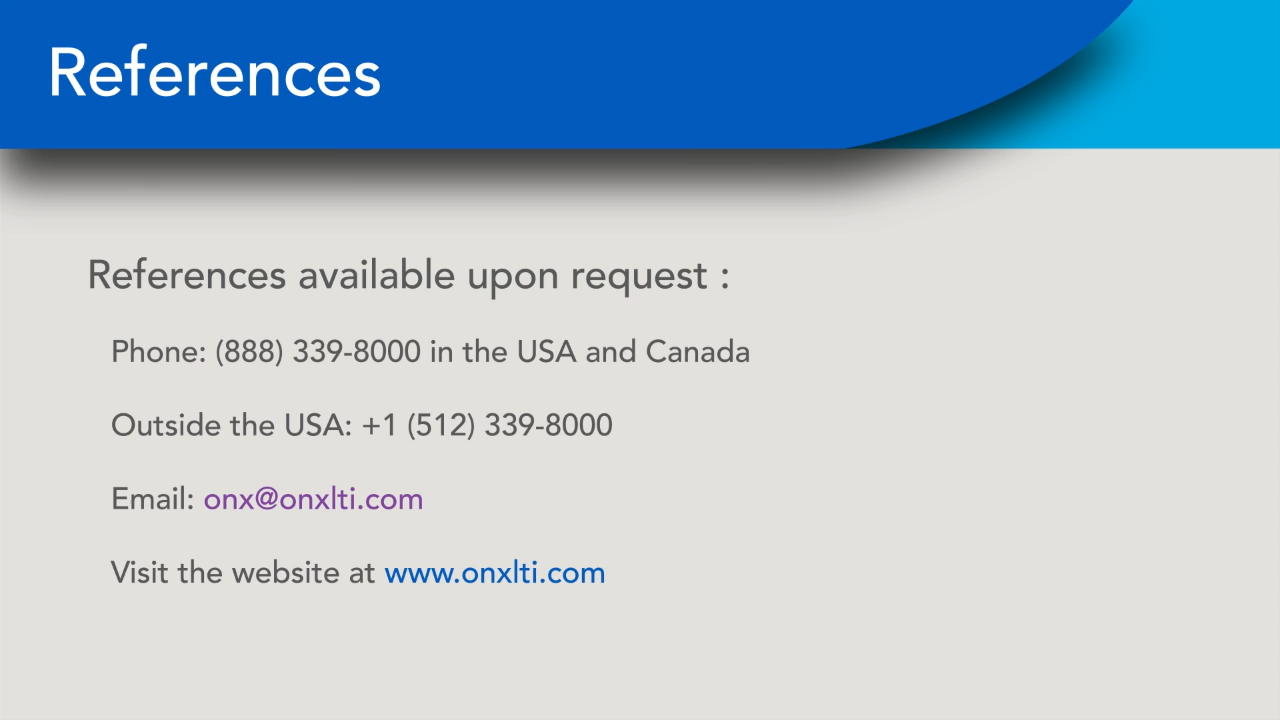 References
References available upon request :
Phone: (888) 339-8000 in the USA and Canada
Outside the USA: +1 (512) 339-8000
Email: onx@onxlti.com
Visit the website at www.onxlti.com